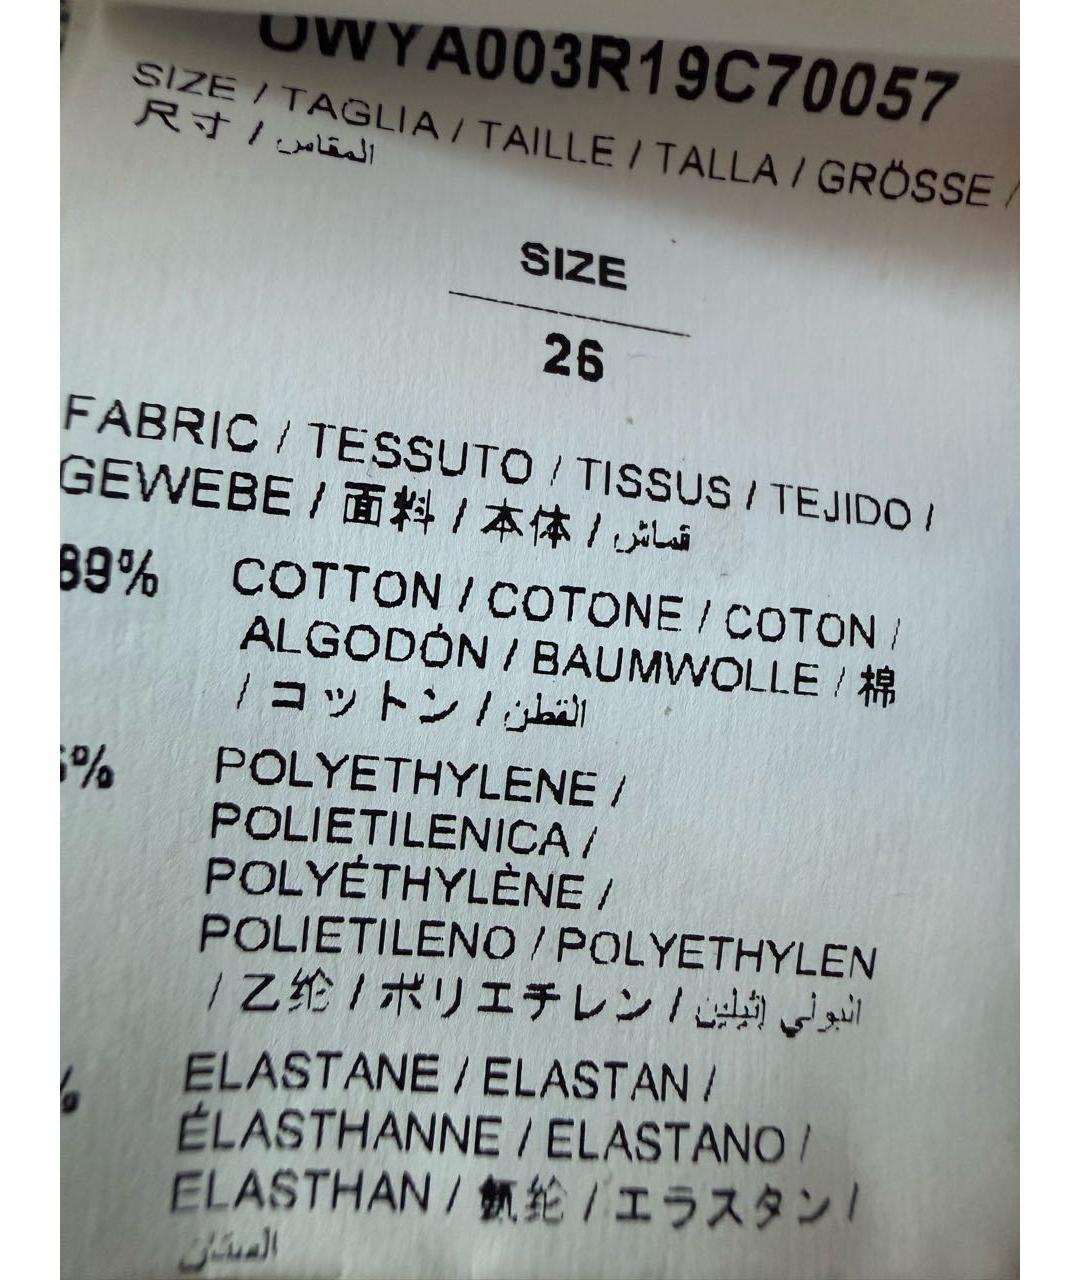 OWYA003R19C70057
SIZE / TAGLIA / TAILLE / TALLA / GRÖSSE /
尺寸 / المقاس
SIZE
26
FABRIC / TESSUTO / TISSUS / TEJIDO /
GEWEBE / 面料 / 本体 / قماش
89% COTTON / COTONE / COTON /
ALGODÓN / BAUMWOLLE / 棉
/ コットン / القطن
% POLYETHYLENE /
POLIETILENICA /
POLYÉTHYLÈNE /
POLIETILENO / POLYETHYLEN
/ 乙纶 / ポリエチレン / البولي إثيلين
% ELASTANE / ELASTAN /
ÉLASTHANNE / ELASTANO /
ELASTHAN / 氨纶 / エラスタン /